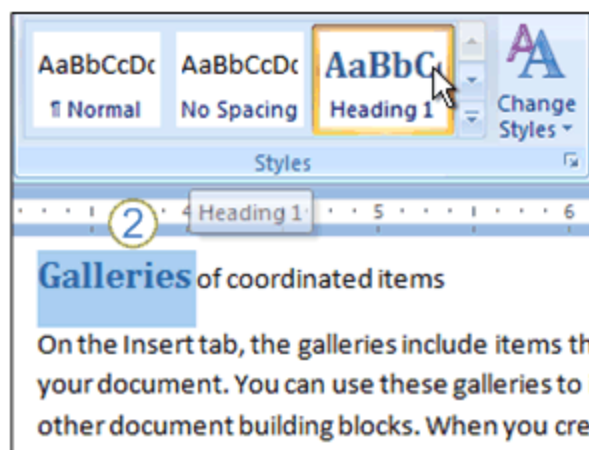 AaBbCcDc AaBbCcDc AaBbC
¶ Normal No Spacing Heading 1
Change
Styles
Styles
2 4 Heading 1 5 6
Galleries of coordinated items
On the Insert tab, the galleries include items
your document. You can use these galleries to
other document building blocks. When you